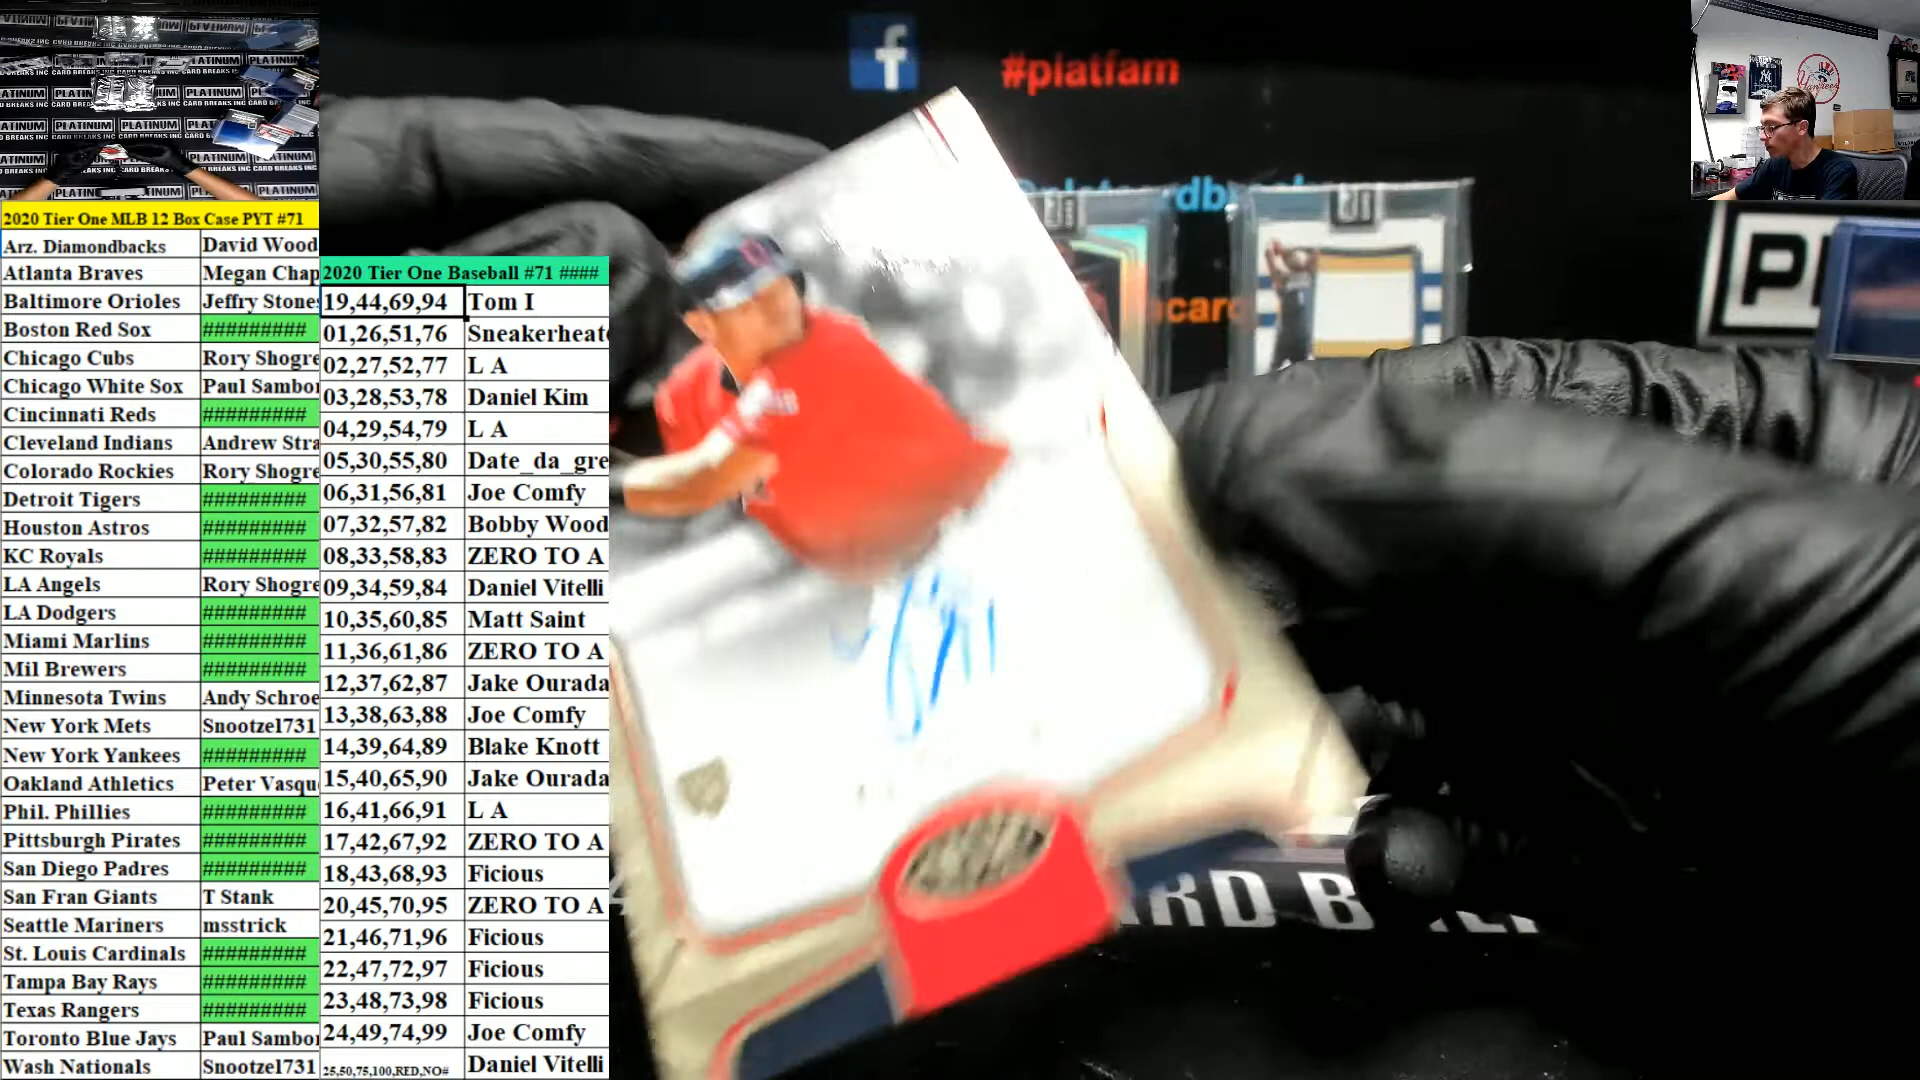 #platfam
2020 Tier One MLB 12 Box Case PYT #71
Arz. Diamondbacks David Wood
Atlanta Braves Megan Chap
Baltimore Orioles Jeffry Stones
Boston Red Sox #########
Chicago Cubs Rory Shogre
Chicago White Sox Paul Sambor
Cincinnati Reds #########
Cleveland Indians Andrew Stra
Colorado Rockies Rory Shogre
Detroit Tigers #########
Houston Astros #########
KC Royals #########
LA Angels Rory Shogre
LA Dodgers #########
Miami Marlins #########
Mil Brewers #########
Minnesota Twins Andy Schroe
New York Mets Snootzel731
New York Yankees #########
Oakland Athletics Peter Vasqu
Phil. Phillies #########
Pittsburgh Pirates #########
San Diego Padres #########
San Fran Giants T Stank
Seattle Mariners msstrick
St. Louis Cardinals #########
Tampa Bay Rays #########
Texas Rangers #########
Toronto Blue Jays Paul Sambo
Wash Nationals Snootzel731
2020 Tier One Baseball #71 ####
19,44,69,94 Tom I
01,26,51,76 Sneakerheat
02,27,52,77 L A
03,28,53,78 Daniel Kim
04,29,54,79 L A
05,30,55,80 Date_da_gre
06,31,56,81 Joe Comfy
07,32,57,82 Bobby Wood
08,33,58,83 ZERO TO A
09,34,59,84 Daniel Vitelli
10,35,60,85 Matt Saint
11,36,61,86 ZERO TO A
12,37,62,87 Jake Ourada
13,38,63,88 Joe Comfy
14,39,64,89 Blake Knott
15,40,65,90 Jake Ourada
16,41,66,91 L A
17,42,67,92 ZERO TO A
18,43,68,93 Ficious
20,45,70,95 ZERO TO A
21,46,71,96 Ficious
22,47,72,97 Ficious
23,48,73,98 Ficious
24,49,74,99 Joe Comfy
25,50,75,100,RED,NO# Daniel Vitelli